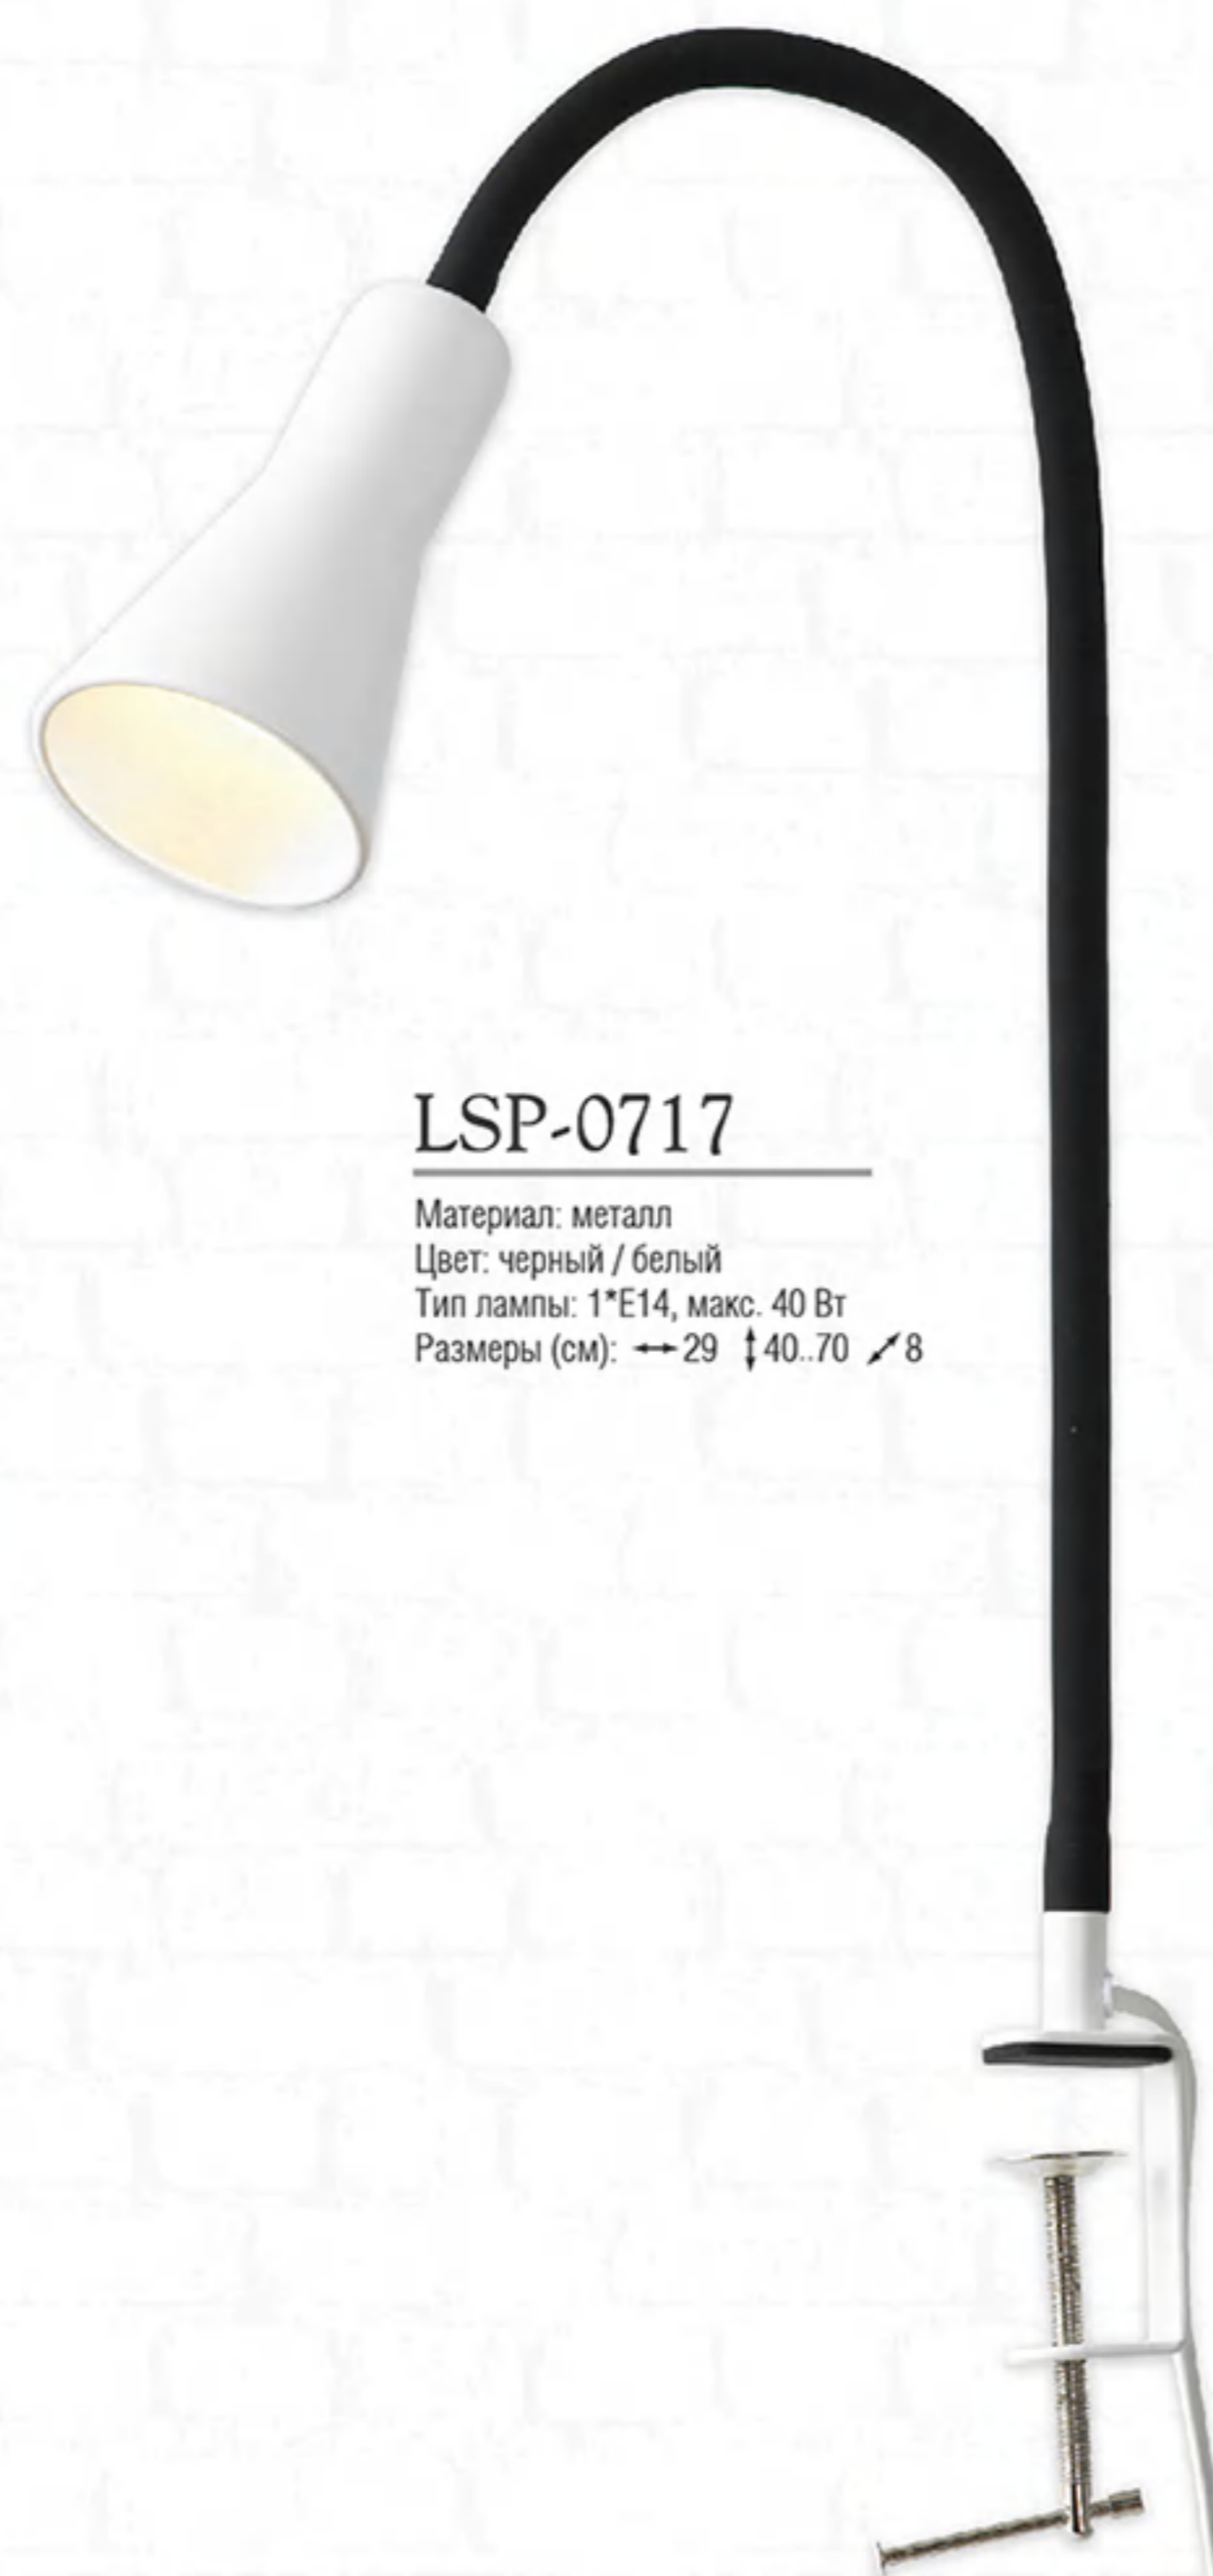 LSP-0717
Материал: металл
Цвет: черный / белый
Тип лампы: 1*E14, макс. 40 Вт
Размеры (см): ↔29 ↕40..70 ⤢8